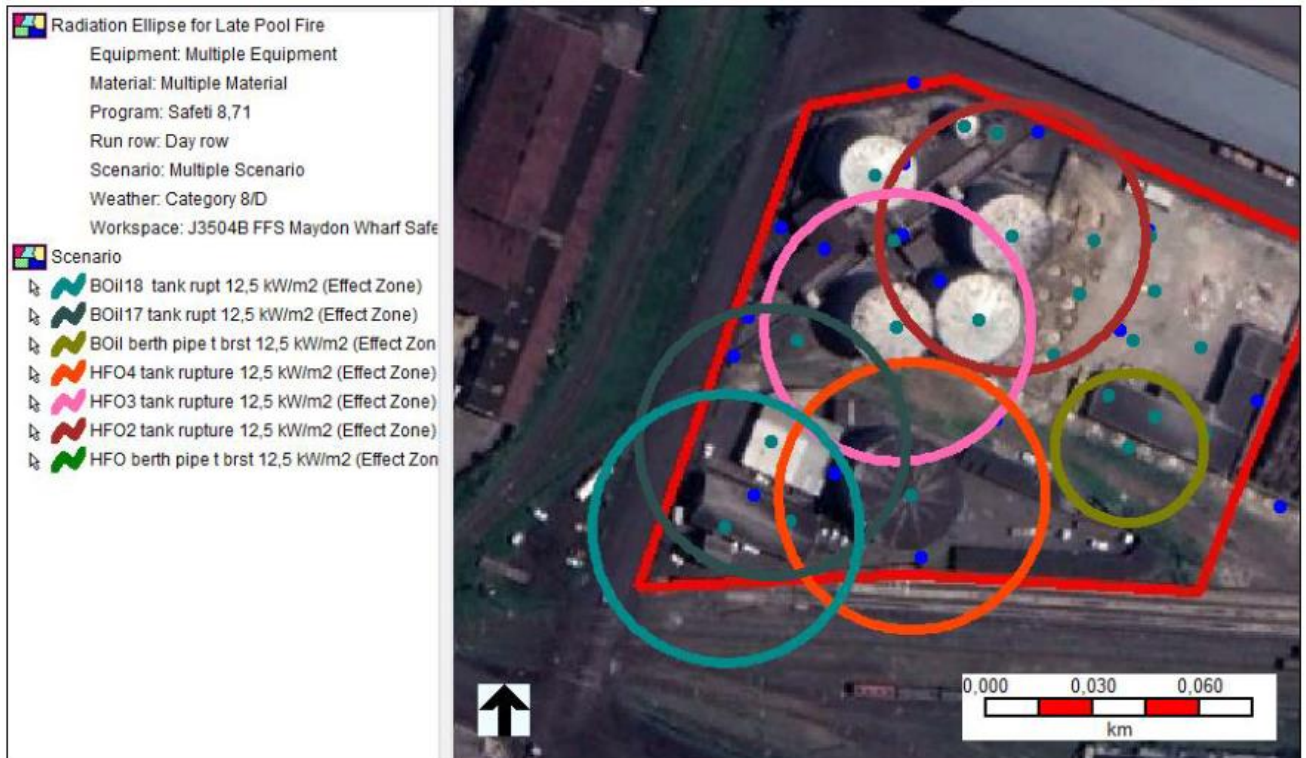 Radiation Ellipse for Late Pool Fire
Equipment: Multiple Equipment
Material: Multiple Material
Program: Safeti 8,71
Run row: Day row
Scenario: Multiple Scenario
Weather: Category 8/D
Workspace: J3504B FFS Maydon Wharf Safe
Scenario
BOil18 tank rupt 12,5 kW/m2 (Effect Zone)
BOil17 tank rupt 12,5 kW/m2 (Effect Zone)
BOil berth pipe t brst 12,5 kW/m2 (Effect Zon
HFO4 tank rupture 12,5 kW/m2 (Effect Zone)
HFO3 tank rupture 12,5 kW/m2 (Effect Zone)
HFO2 tank rupture 12,5 kW/m2 (Effect Zone)
HFO berth pipe t brst 12,5 kW/m2 (Effect Zon
0,000 0,030 0,060
km